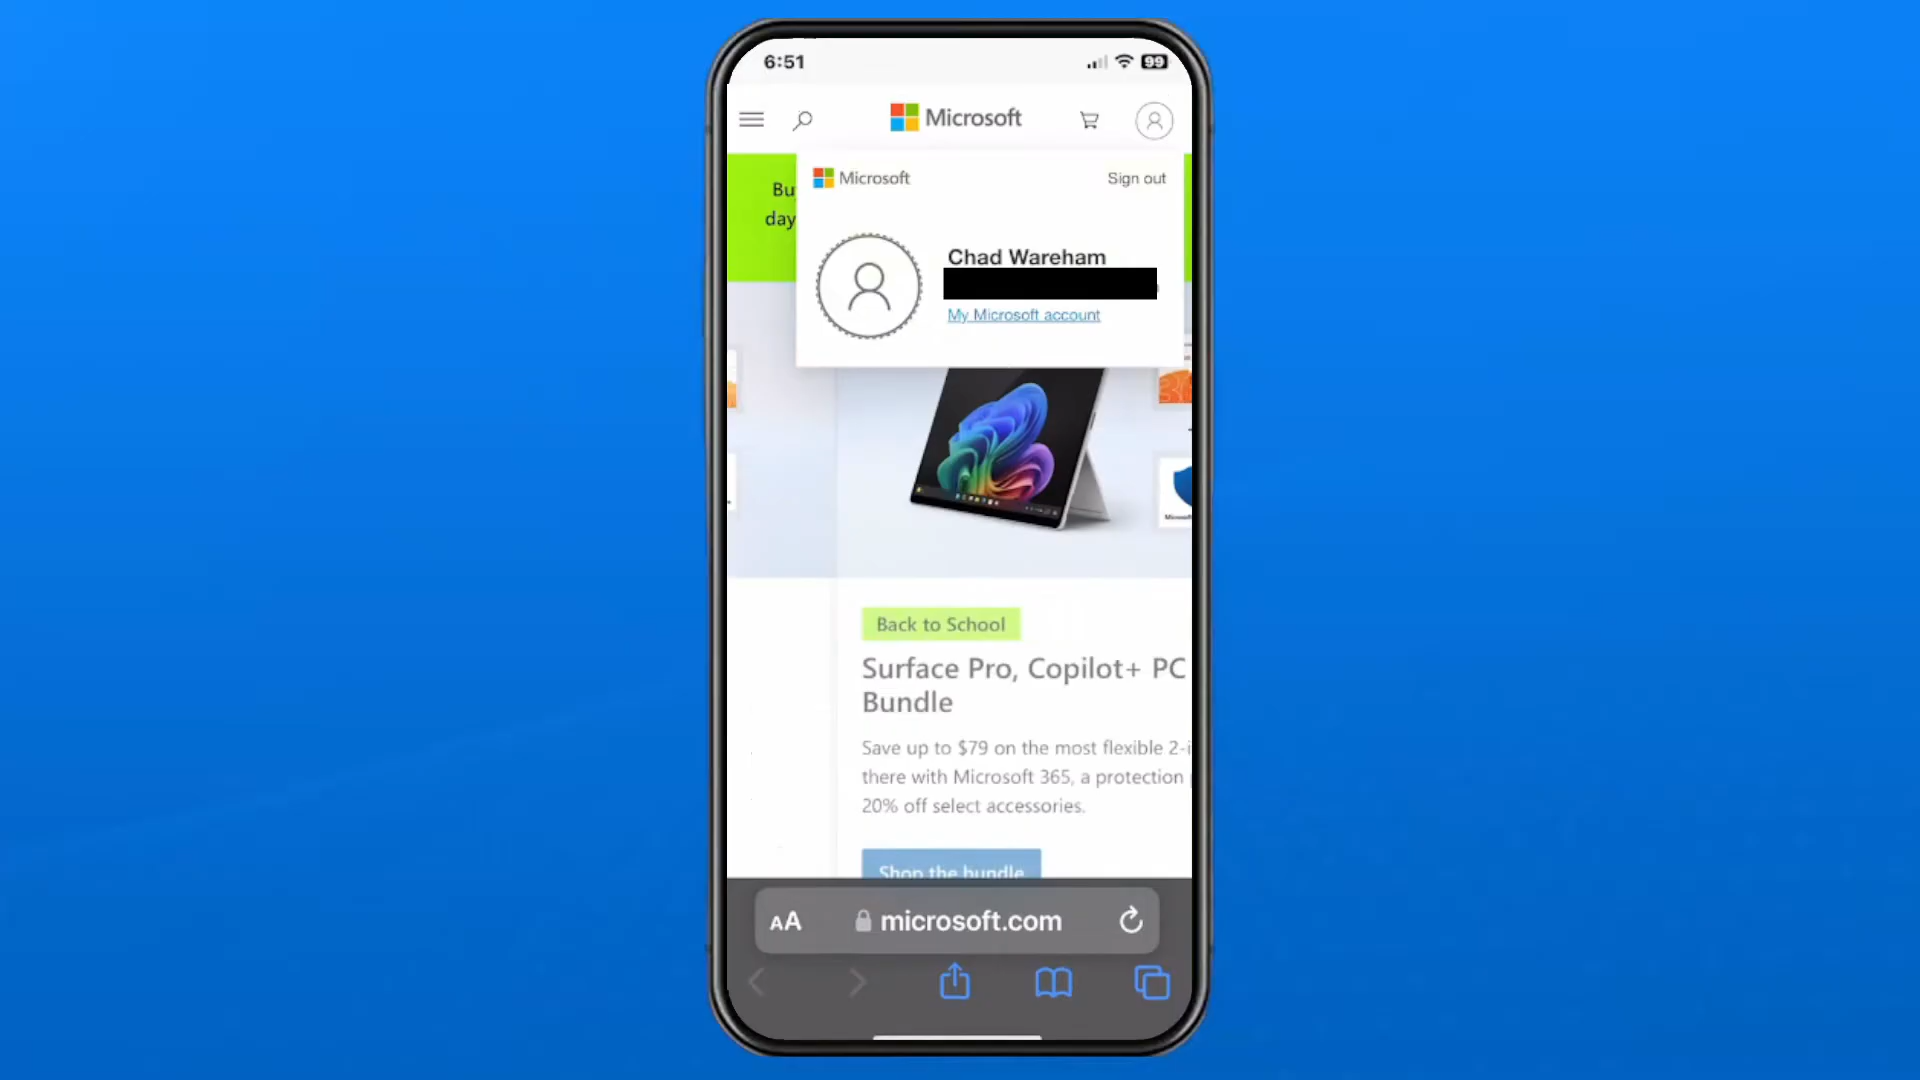 6:51
99
Microsoft
Bu
day
Microsoft
Sign out
Chad Wareham
My Microsoft account
Back to School
Surface Pro, Copilot+ PC
Bundle
Save up to $79 on the most flexible 2-i
there with Microsoft 365, a protection
20% off select accessories.
Shop the bundle
AA
microsoft.com